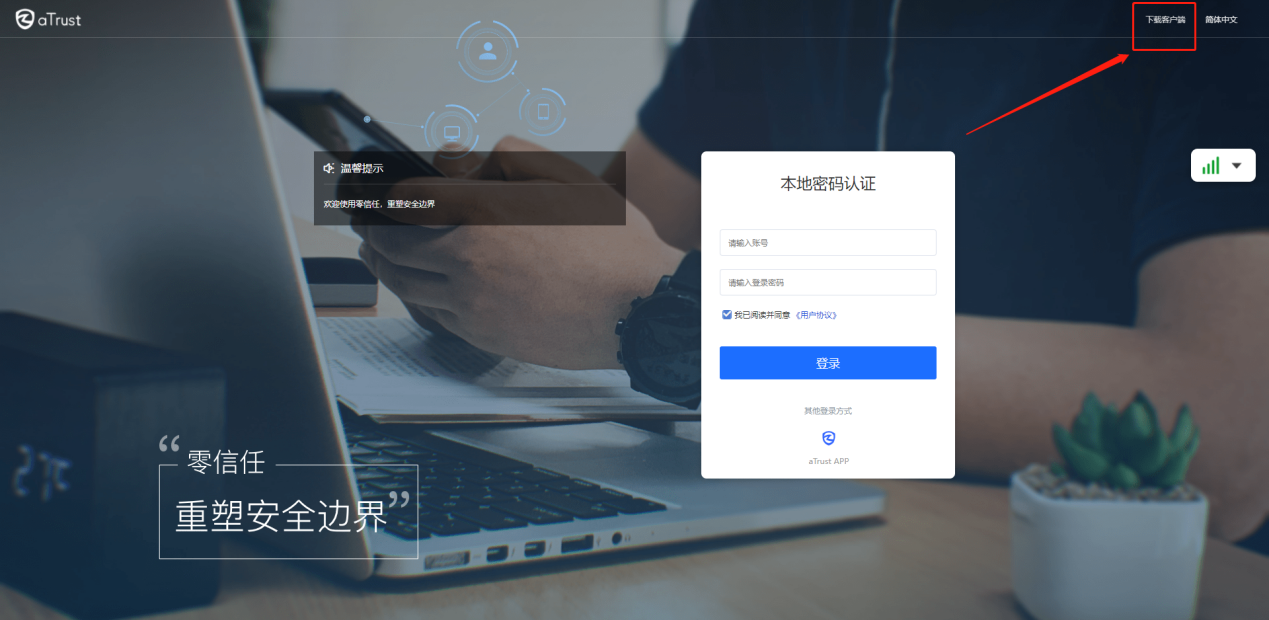 aTrust
下载客户端
简体中文
温馨提示
欢迎使用零信任，重塑安全边界
本地密码认证
请输入账号
请输入登录密码
我已阅读并同意《用户协议》
登录
其他登录方式
aTrust APP
“零信任
重塑安全边界”